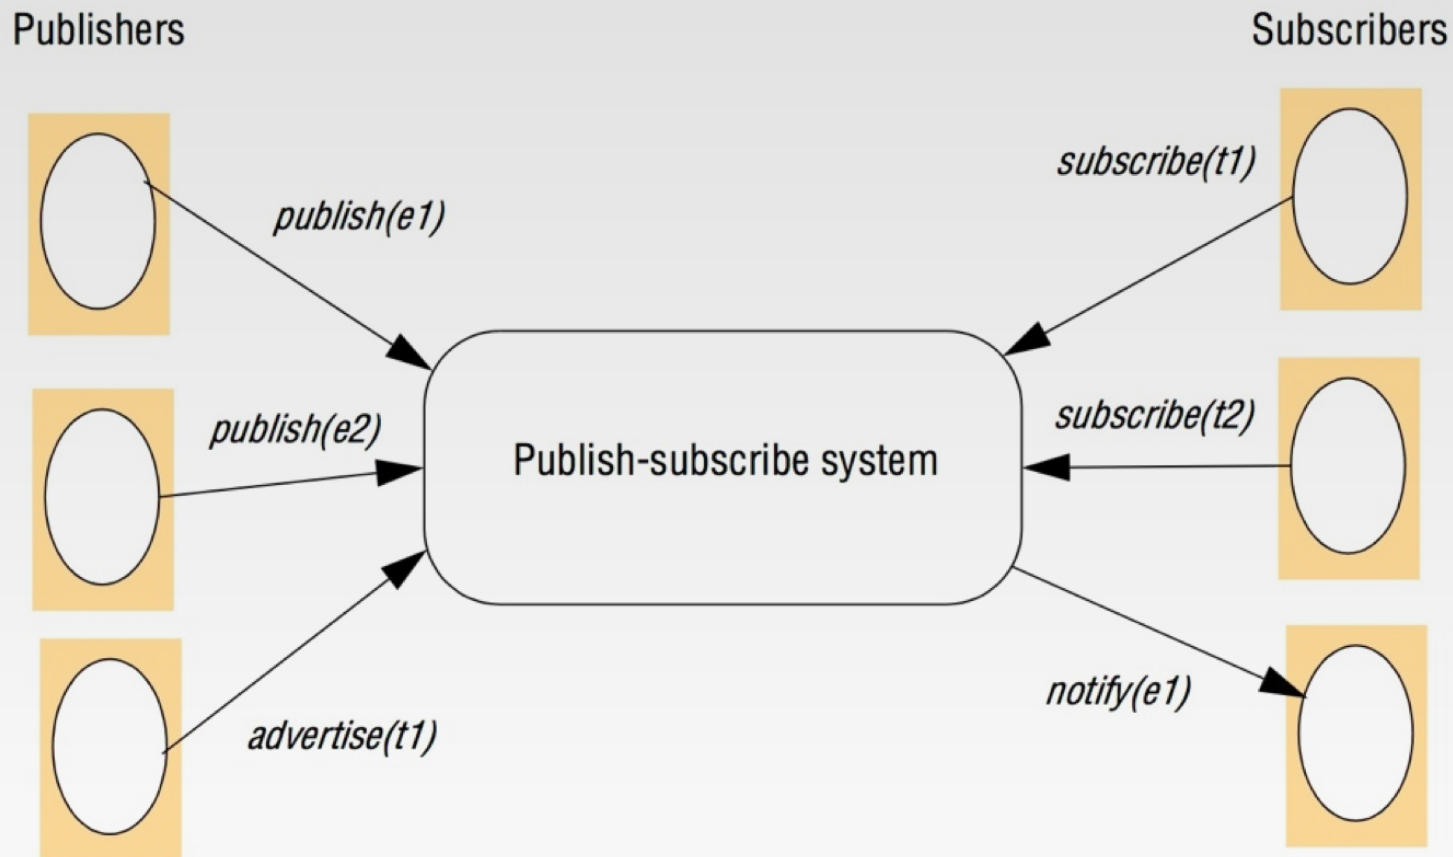 Publishers
Subscribers
subscribe(t1)
publish(e1)
publish(e2)
subscribe(t2)
Publish-subscribe system
notify(e1)
advertise(t1)